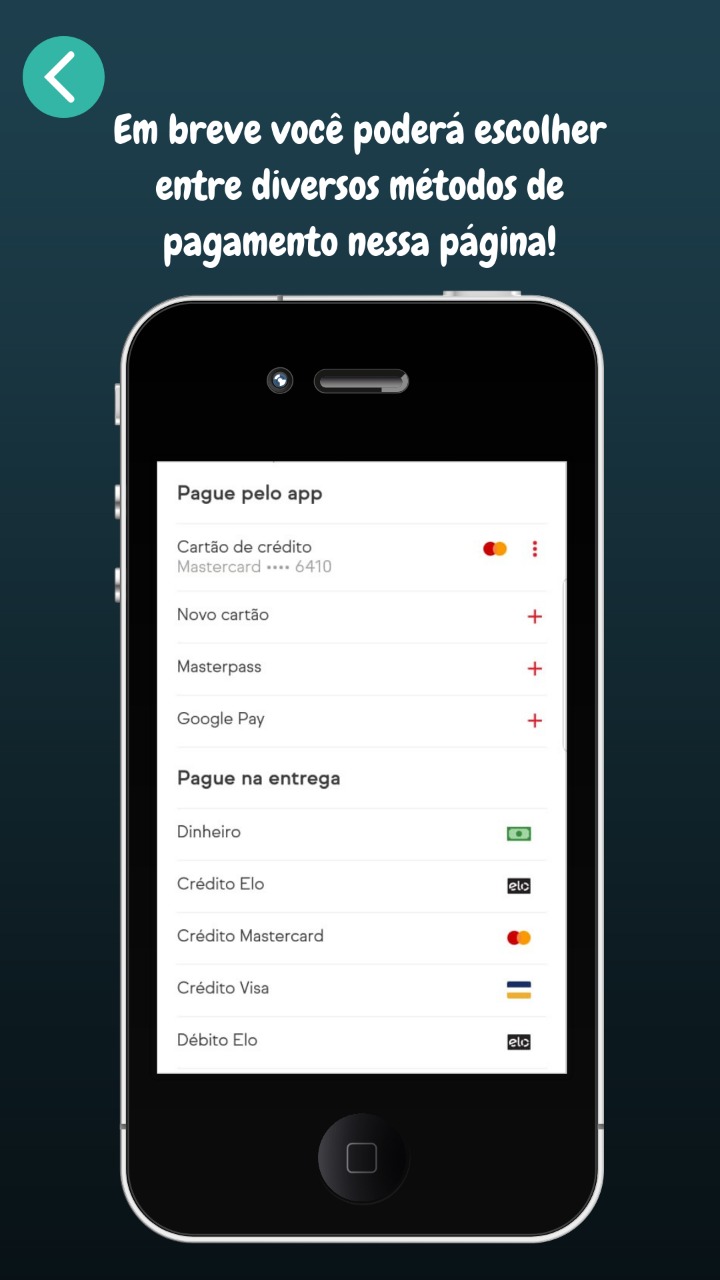 Em breve você poderá escolher
entre diversos métodos de
pagamento nessa página!
Pague pelo app
Cartão de crédito
Mastercard •••• 6410
Novo cartão
Masterpass
Google Pay
Pague na entrega
Dinheiro
Crédito Elo
elo
Crédito Mastercard
Crédito Visa
Débito Elo
elo